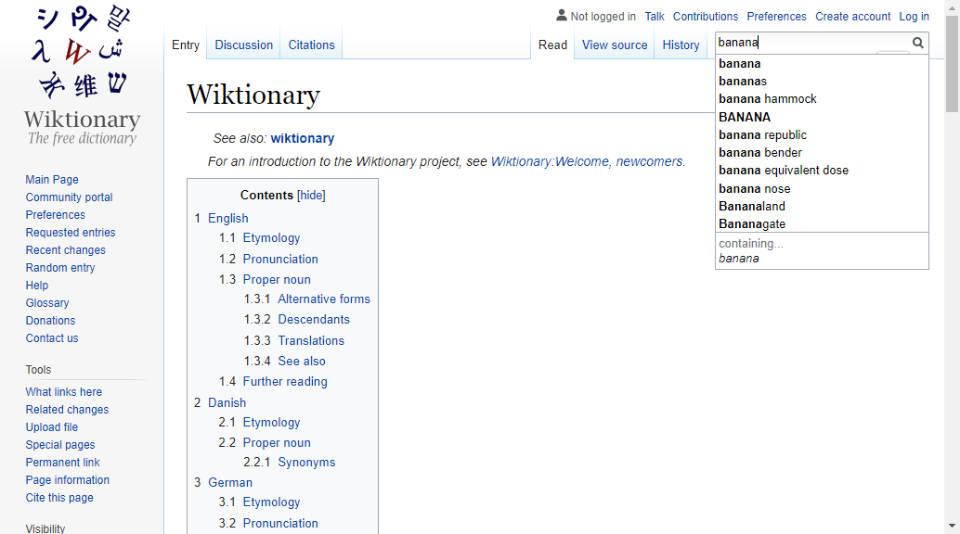 Not logged in Talk Contributions Preferences Create account Log in
シ 말
λ W ش
维 ש
Wiktionary
The free dictionary
Entry Discussion Citations Read View source History banana
banana
bananas
banana hammock
BANANA
banana republic
banana bender
banana equivalent dose
banana nose
Bananaland
Bananagate
containing...
banana
Wiktionary
See also: wiktionary
For an introduction to the Wiktionary project, see Wiktionary:Welcome, newcomers.
Contents [hide]
1 English
1.1 Etymology
1.2 Pronunciation
1.3 Proper noun
1.3.1 Alternative forms
1.3.2 Descendants
1.3.3 Translations
1.3.4 See also
1.4 Further reading
2 Danish
2.1 Etymology
2.2 Proper noun
2.2.1 Synonyms
3 German
3.1 Etymology
3.2 Pronunciation
Main Page
Community portal
Preferences
Requested entries
Recent changes
Random entry
Help
Glossary
Donations
Contact us
Tools
What links here
Related changes
Upload file
Special pages
Permanent link
Page information
Cite this page
Visibility